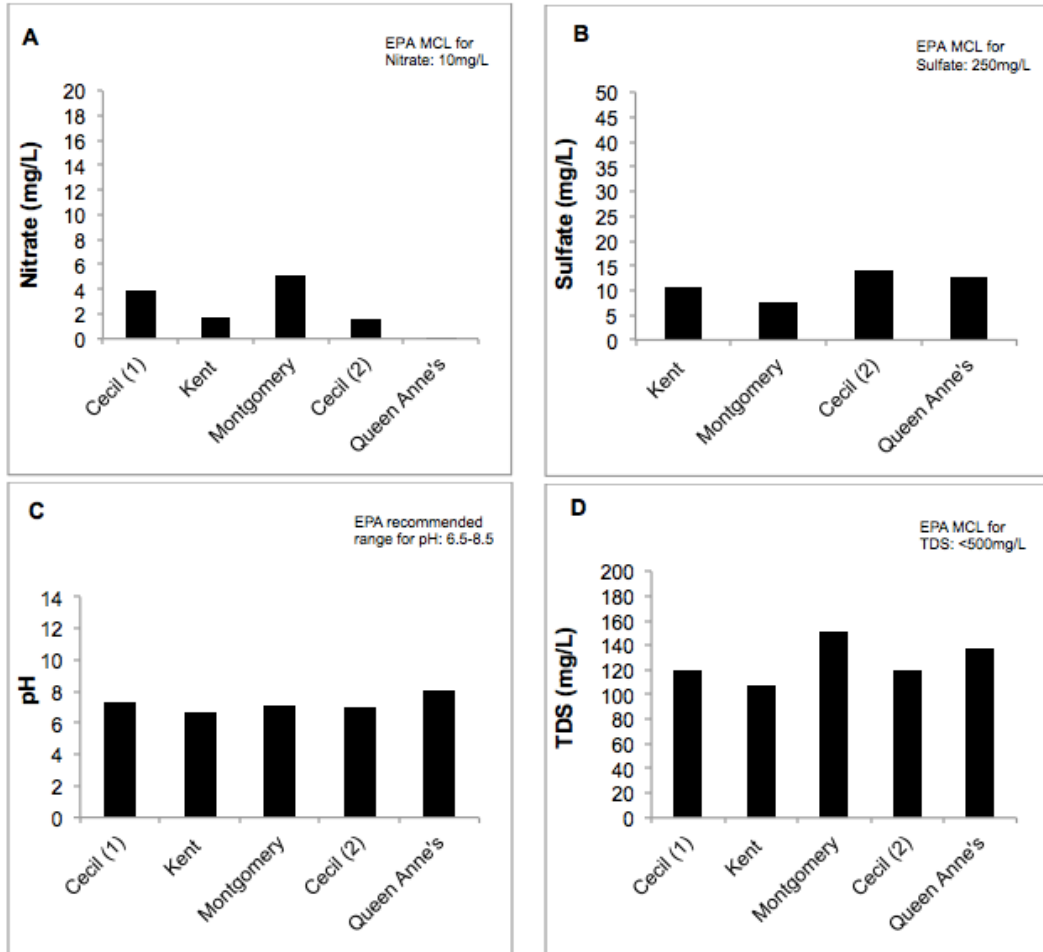 A
EPA MCL for
Nitrate: 10mg/L
Nitrate (mg/L)
20
18
16
14
12
10
8
6
4
2
0
Cecil (1)
Kent
Montgomery
Cecil (2)
Queen Anne's
B
EPA MCL for
Sulfate: 250mg/L
Sulfate (mg/L)
50
45
40
35
30
25
20
15
10
5
0
Kent
Montgomery
Cecil (2)
Queen Anne's
C
EPA recommended
range for pH: 6.5-8.5
pH
14
12
10
8
6
4
2
0
Cecil (1)
Kent
Montgomery
Cecil (2)
Queen Anne's
D
EPA MCL for
TDS: <500mg/L
TDS (mg/L)
200
180
160
140
120
100
80
60
40
20
0
Cecil (1)
Kent
Montgomery
Cecil (2)
Queen Anne's